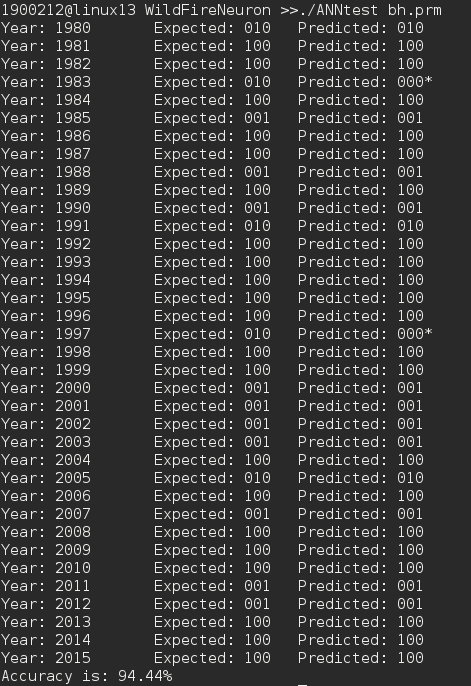 1900212@linux13 WildFireNeuron >>./ANNtest bh.prm
Year: 1980 Expected: 010 Predicted: 010
Year: 1981 Expected: 100 Predicted: 100
Year: 1982 Expected: 100 Predicted: 100
Year: 1983 Expected: 010 Predicted: 000*
Year: 1984 Expected: 100 Predicted: 100
Year: 1985 Expected: 001 Predicted: 001
Year: 1986 Expected: 100 Predicted: 100
Year: 1987 Expected: 100 Predicted: 100
Year: 1988 Expected: 001 Predicted: 001
Year: 1989 Expected: 100 Predicted: 100
Year: 1990 Expected: 001 Predicted: 001
Year: 1991 Expected: 010 Predicted: 010
Year: 1992 Expected: 100 Predicted: 100
Year: 1993 Expected: 100 Predicted: 100
Year: 1994 Expected: 100 Predicted: 100
Year: 1995 Expected: 100 Predicted: 100
Year: 1996 Expected: 100 Predicted: 100
Year: 1997 Expected: 010 Predicted: 000*
Year: 1998 Expected: 100 Predicted: 100
Year: 1999 Expected: 100 Predicted: 100
Year: 2000 Expected: 001 Predicted: 001
Year: 2001 Expected: 001 Predicted: 001
Year: 2002 Expected: 001 Predicted: 001
Year: 2003 Expected: 001 Predicted: 001
Year: 2004 Expected: 100 Predicted: 100
Year: 2005 Expected: 010 Predicted: 010
Year: 2006 Expected: 100 Predicted: 100
Year: 2007 Expected: 001 Predicted: 001
Year: 2008 Expected: 100 Predicted: 100
Year: 2009 Expected: 100 Predicted: 100
Year: 2010 Expected: 100 Predicted: 100
Year: 2011 Expected: 001 Predicted: 001
Year: 2012 Expected: 001 Predicted: 001
Year: 2013 Expected: 100 Predicted: 100
Year: 2014 Expected: 100 Predicted: 100
Year: 2015 Expected: 100 Predicted: 100
Accuracy is: 94.44%